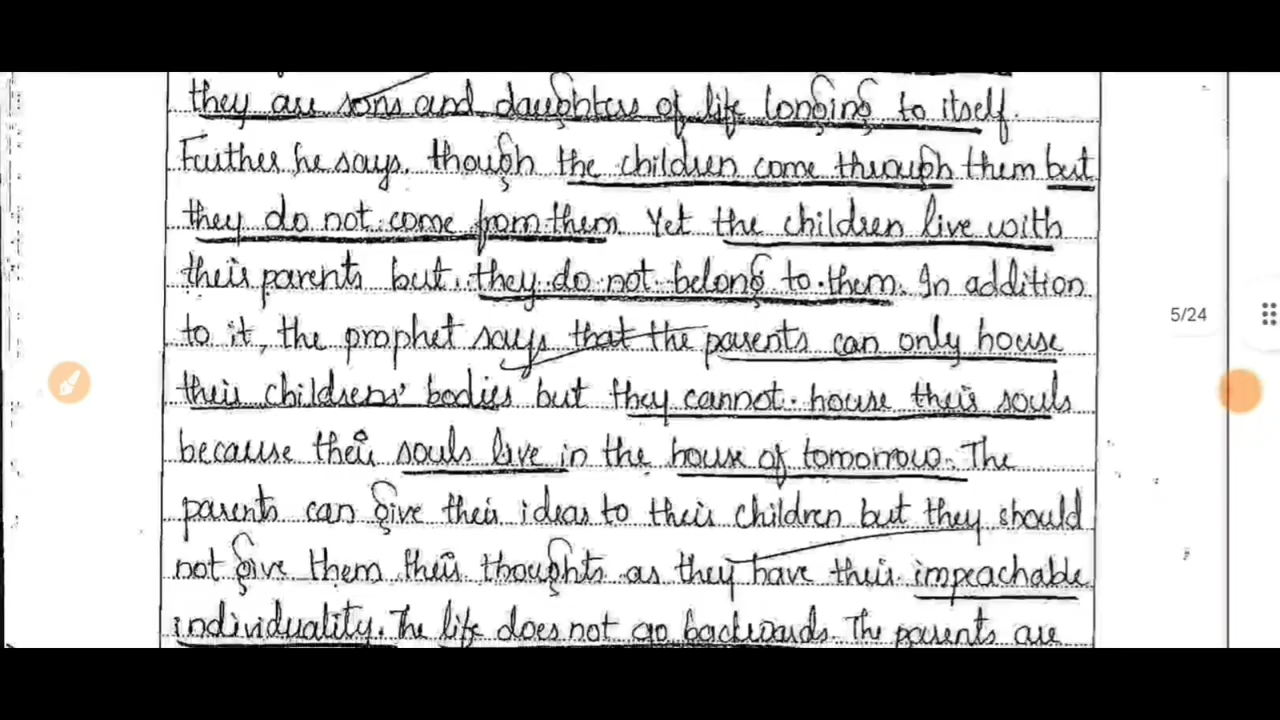 they are sons and daughters of life longing to itself.
Further, he says, though the children come through them but
they do not come from them. Yet the children live with
their parents but they do not belong to them. In addition
to it, the prophet says that the parents can only house
their childrens' bodies but they cannot house their souls
because their souls live in the house of tomorrow. The
parents can give their ideas to their children but they should
not give them their thoughts as they have their impeachable
individuality. The life does not go backwards. The parents are
5/24